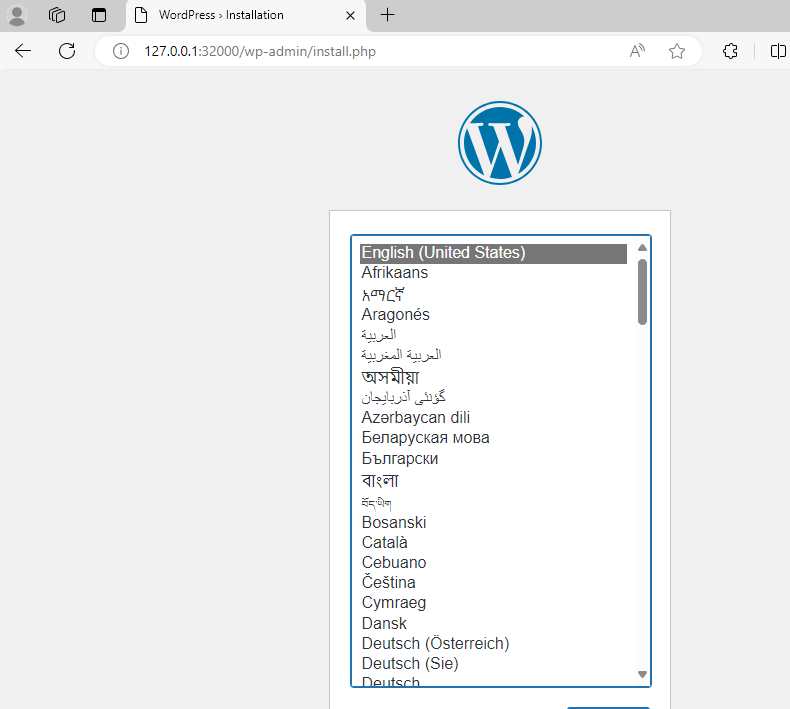 WordPress › Installation
127.0.0.1:32000/wp-admin/install.php
English (United States)
Afrikaans
አማርኛ
Aragonés
العربية
العربية المغربية
অসমীয়া
گؤنئی آذربایجان
Azərbaycan dili
Беларуская мова
Български
বাংলা
བོད་ཡིག
Bosanski
Català
Cebuano
Čeština
Cymraeg
Dansk
Deutsch (Österreich)
Deutsch (Sie)
Deutsch